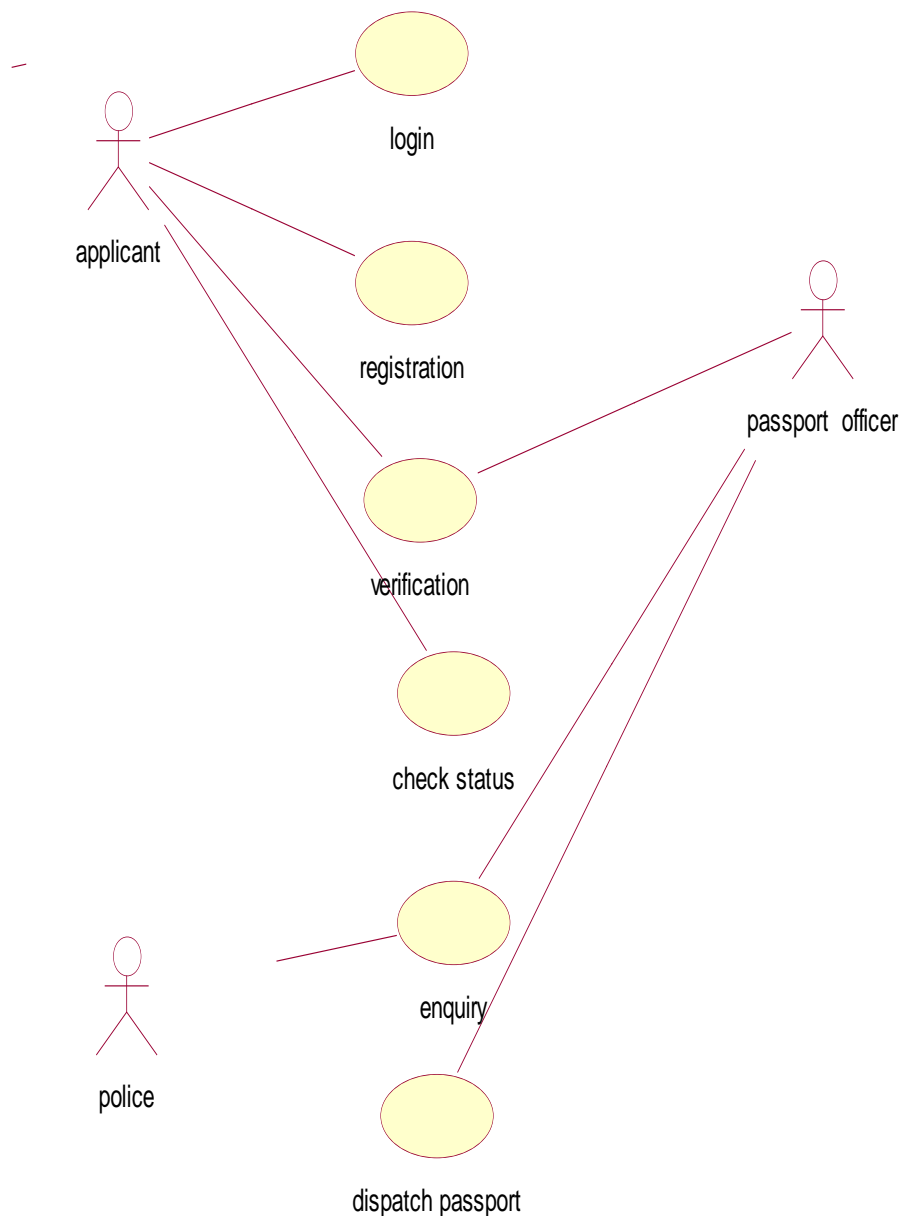 login
applicant
registration
passport officer
verification
check status
enquiry
police
dispatch passport